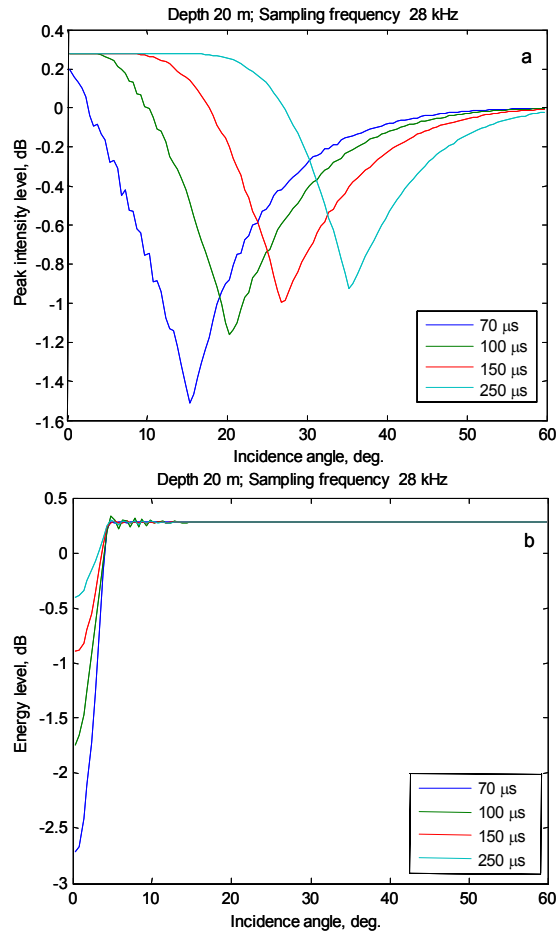 Depth 20 m; Sampling frequency 28 kHz
a
0.4
0.2
0
-0.2
-0.4
-0.6
-0.8
-1
-1.2
-1.4
-1.6
Peak intensity level, dB
70 μs
100 μs
150 μs
250 μs
0 10 20 30 40 50 60
Incidence angle, deg.
Depth 20 m; Sampling frequency 28 kHz
b
0.5
0
-0.5
-1
-1.5
-2
-2.5
-3
Energy level, dB
70 μs
100 μs
150 μs
250 μs
0 10 20 30 40 50 60
Incidence angle, deg.